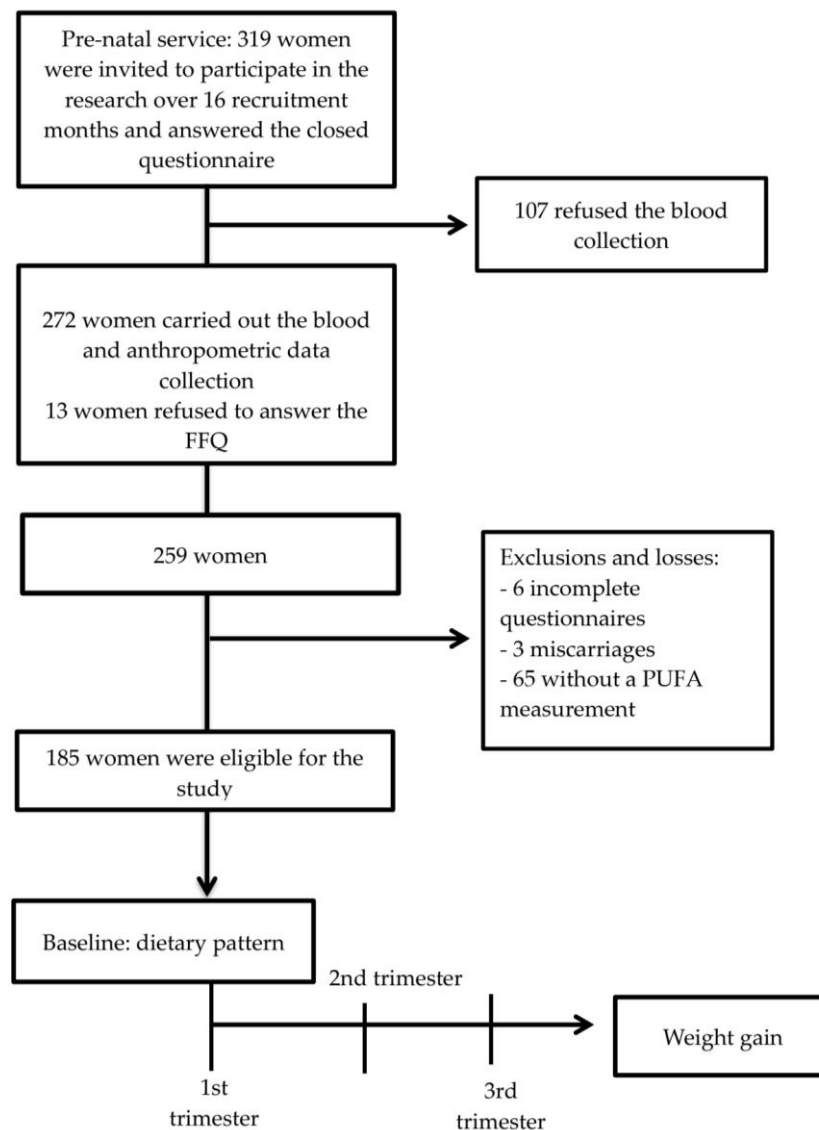 Pre-natal service: 319 women
were invited to participate in the
research over 16 recruitment
months and answered the closed
questionnaire
107 refused the blood
collection
272 women carried out the blood
and anthropometric data
collection
13 women refused to answer the
FFQ
259 women
Exclusions and losses:
- 6 incomplete
questionnaires
- 3 miscarriages
- 65 without a PUFA
measurement
185 women were eligible for the
study
Baseline: dietary pattern
2nd trimester
Weight gain
1st
trimester
3rd
trimester